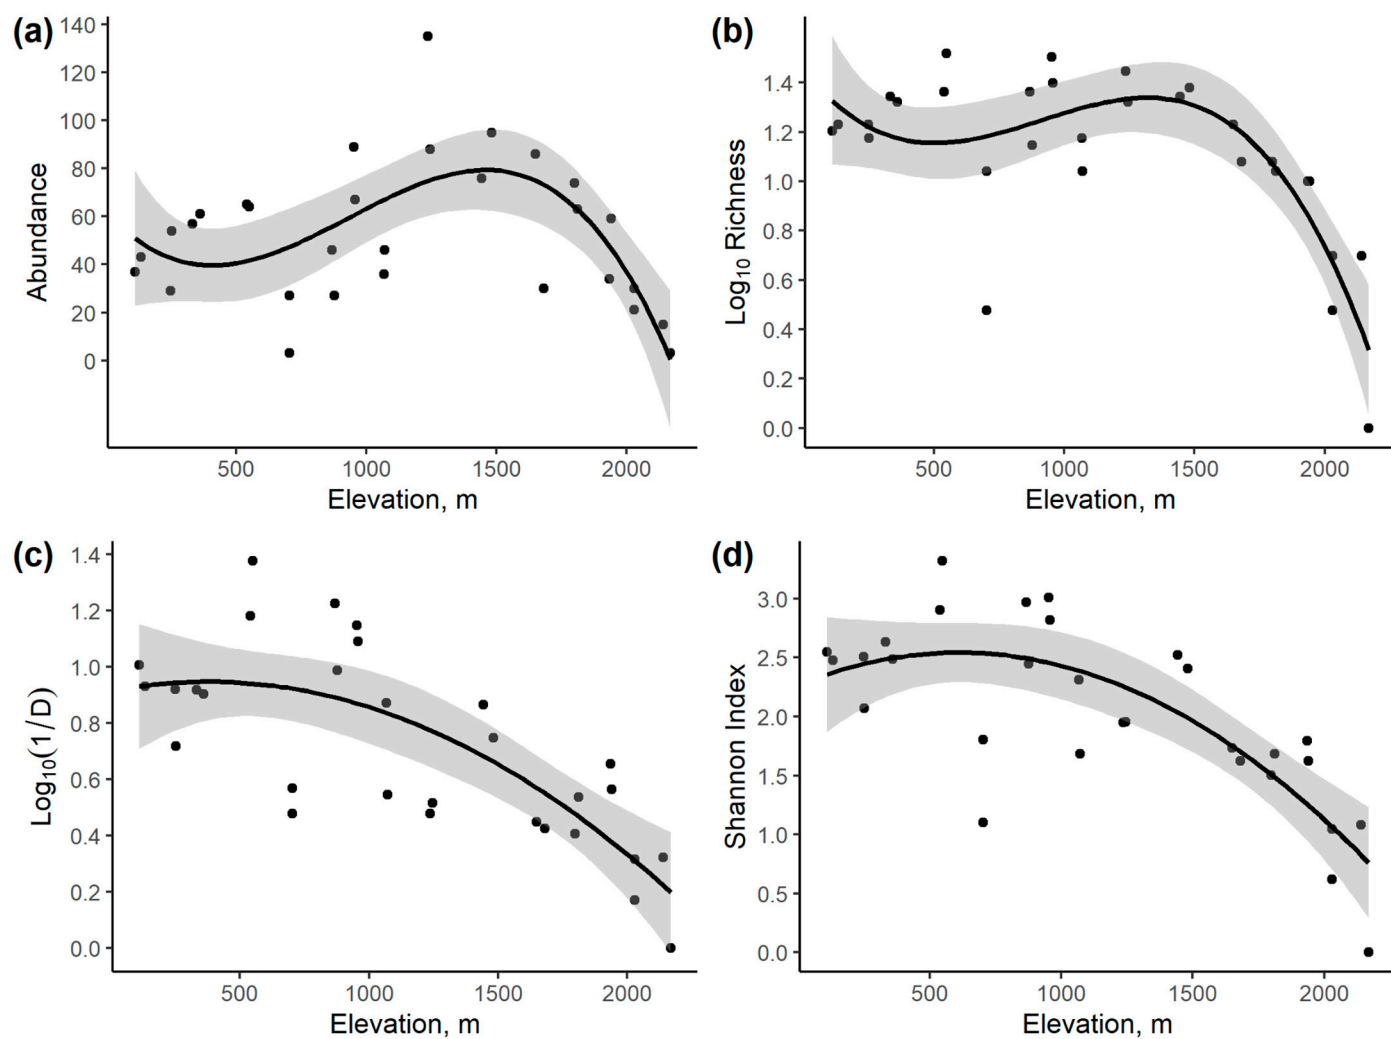 (a)
Abundance
140
120
100
80
60
40
20
0
500 1000 1500 2000
Elevation, m
(b)
Log10 Richness
1.4
1.2
1.0
0.8
0.6
0.4
0.2
0.0
500 1000 1500 2000
Elevation, m
(c)
Log10(1/D)
1.4
1.2
1.0
0.8
0.6
0.4
0.2
0.0
500 1000 1500 2000
Elevation, m
(d)
Shannon Index
3.0
2.5
2.0
1.5
1.0
0.5
0.0
500 1000 1500 2000
Elevation, m